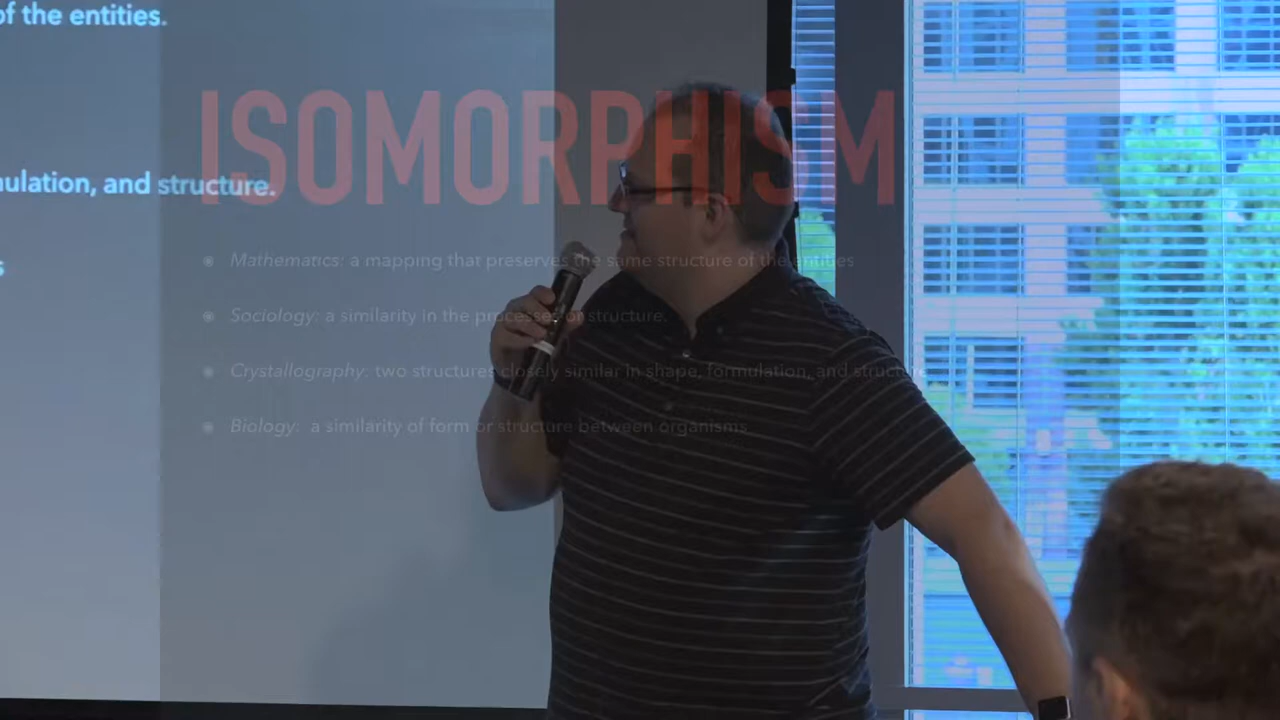 of the entities.
ISOMORPHISM
mulation, and structure.
s
Mathematics: a mapping that preserves the same structure of the entities
Sociology: a similarity in the processes or structure.
Crystallography: two structures closely similar in shape, formulation, and structure
Biology: a similarity of form or structure between organisms